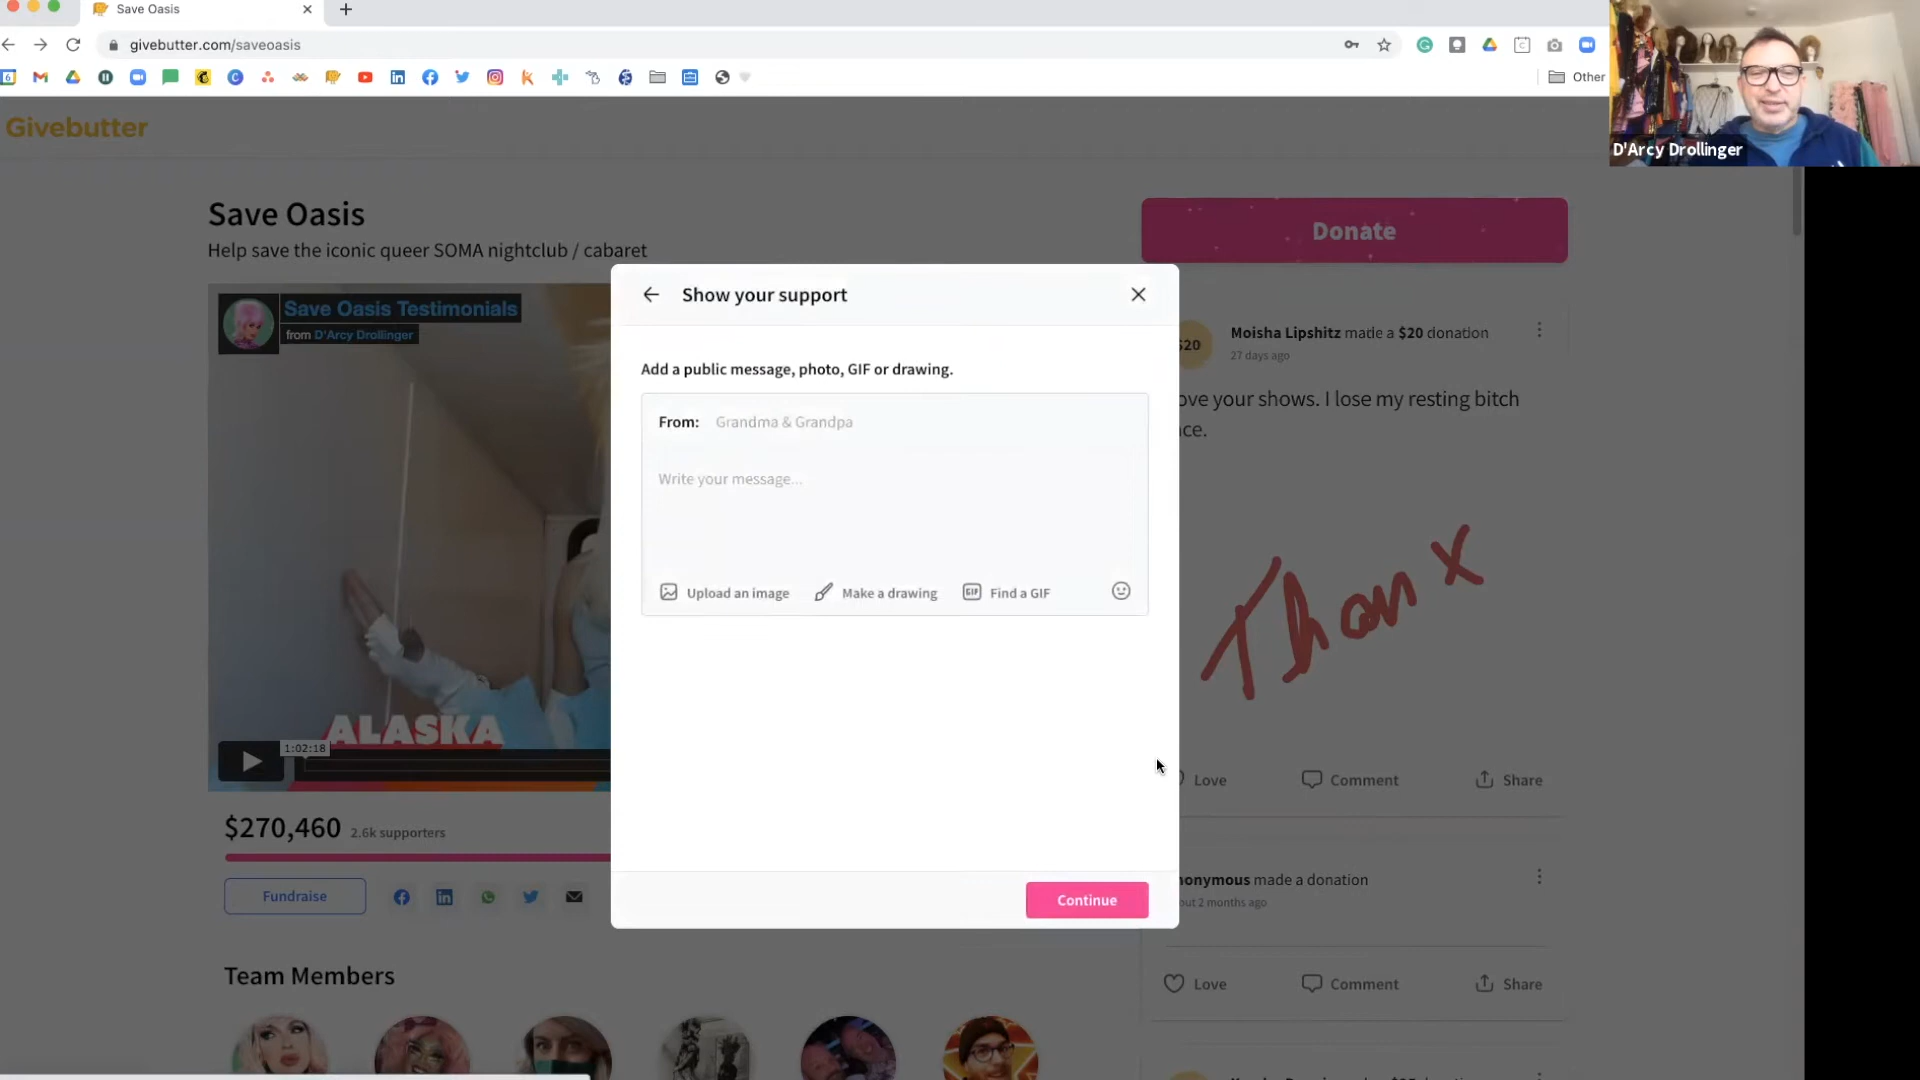 Save Oasis
givebutter.com/saveoasis
Other
D'Arcy Drollinger
Givebutter
Save Oasis
Help save the iconic queer SOMA nightclub / cabaret
Donate
Save Oasis Testimonials
from D'Arcy Drollinger
ALASKA
1:02:18
$270,460 2.6k supporters
Fundraise
Team Members
Show your support
Add a public message, photo, GIF or drawing.
From: Grandma & Grandpa
Write your message...
Upload an image
Make a drawing
GIF Find a GIF
Continue
$20
Moisha Lipshitz made a $20 donation
27 days ago
ove your shows. I lose my resting bitch
ce.
Than x
Love
Comment
Share
nonymous made a donation
out 2 months ago
Love
Comment
Share